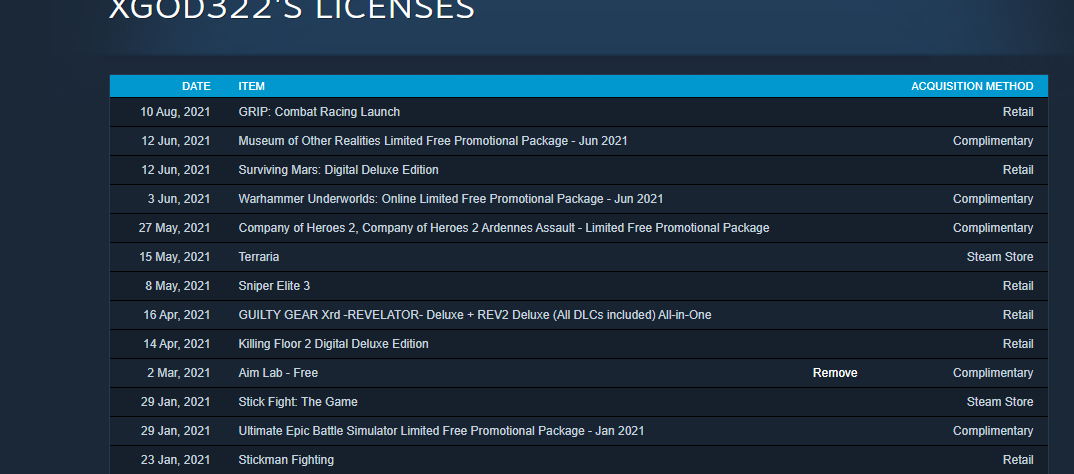 XGOD322'S LICENSES
DATE ITEM ACQUISITION METHOD
10 Aug, 2021 GRIP: Combat Racing Launch Retail
12 Jun, 2021 Museum of Other Realities Limited Free Promotional Package - Jun 2021 Complimentary
12 Jun, 2021 Surviving Mars: Digital Deluxe Edition Retail
3 Jun, 2021 Warhammer Underworlds: Online Limited Free Promotional Package - Jun 2021 Complimentary
27 May, 2021 Company of Heroes 2, Company of Heroes 2 Ardennes Assault - Limited Free Promotional Package Complimentary
15 May, 2021 Terraria Steam Store
8 May, 2021 Sniper Elite 3 Retail
16 Apr, 2021 GUILTY GEAR Xrd -REVELATOR- Deluxe + REV2 Deluxe (All DLCs included) All-in-One Retail
14 Apr, 2021 Killing Floor 2 Digital Deluxe Edition Retail
2 Mar, 2021 Aim Lab - Free Remove Complimentary
29 Jan, 2021 Stick Fight: The Game Steam Store
29 Jan, 2021 Ultimate Epic Battle Simulator Limited Free Promotional Package - Jan 2021 Complimentary
23 Jan, 2021 Stickman Fighting Retail